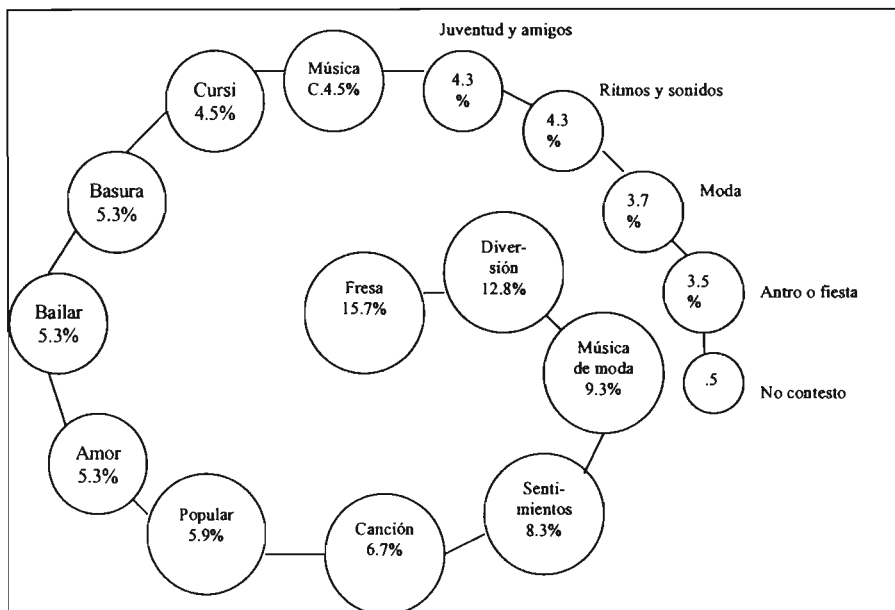 Juventud y amigos
Música
C.4.5%
Cursi
4.5%
4.3
%
Ritmos y sonidos
4.3
%
Basura
5.3%
Moda
3.7
%
Diver-
sión
12.8%
Fresa
15.7%
Antro o fiesta
3.5
%
Bailar
5.3%
Música
de moda
9.3%
.5
No contesto
Amor
5.3%
Senti-
mientos
8.3%
Popular
5.9%
Canción
6.7%